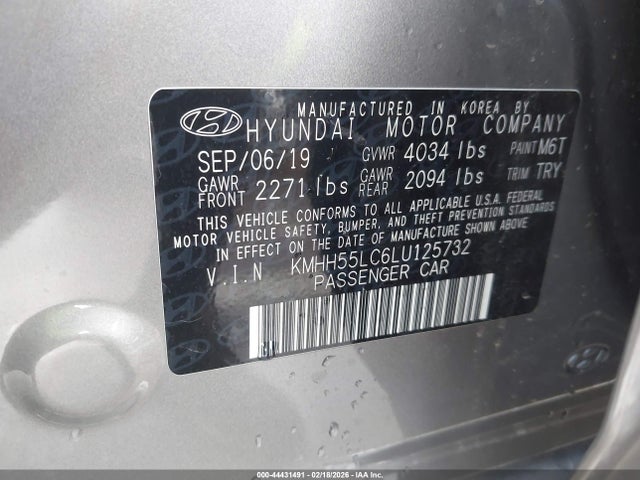 MANUFACTURED IN KOREA BY
HYUNDAI MOTOR COMPANY
SEP/06/19 GVWR 4034 lbs PAINT M6T
GAWR FRONT 2271 lbs GAWR REAR 2094 lbs TRIM TRY
THIS VEHICLE CONFORMS TO ALL APPLICABLE U.S.A. FEDERAL
MOTOR VEHICLE SAFETY, BUMPER, AND THEFT PREVENTION STANDARDS
IN EFFECT ON THE DATE OF MANUFACTURE SHOWN ABOVE.
V.I.N KMHH55LC6LU125732
PASSENGER CAR
000-44431491 - 02/18/2026 - IAA, Inc.